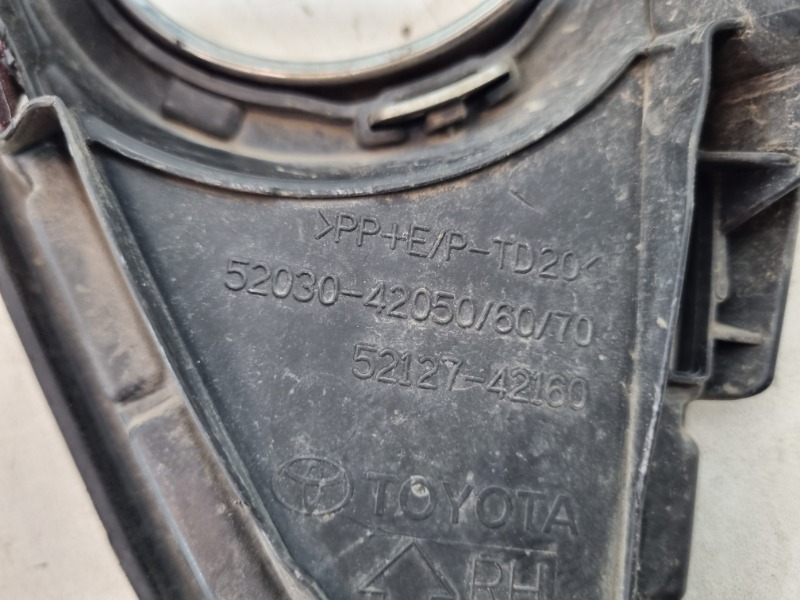 >PP+E/P-TD20<
52030-42050/60/70
52127-42160
TOYOTA
RH